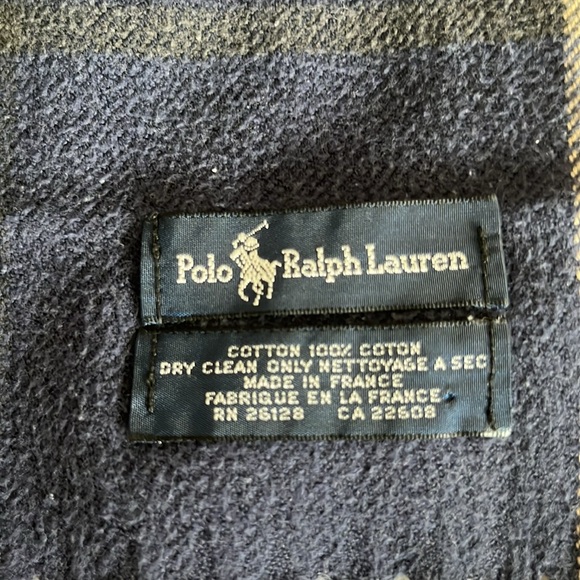 Polo Ralph Lauren
COTTON 100% COTON
DRY CLEAN ONLY NETTOYAGE A SEC
MADE IN FRANCE
FABRIQUE EN LA FRANCE
RN 26128 CA 22608